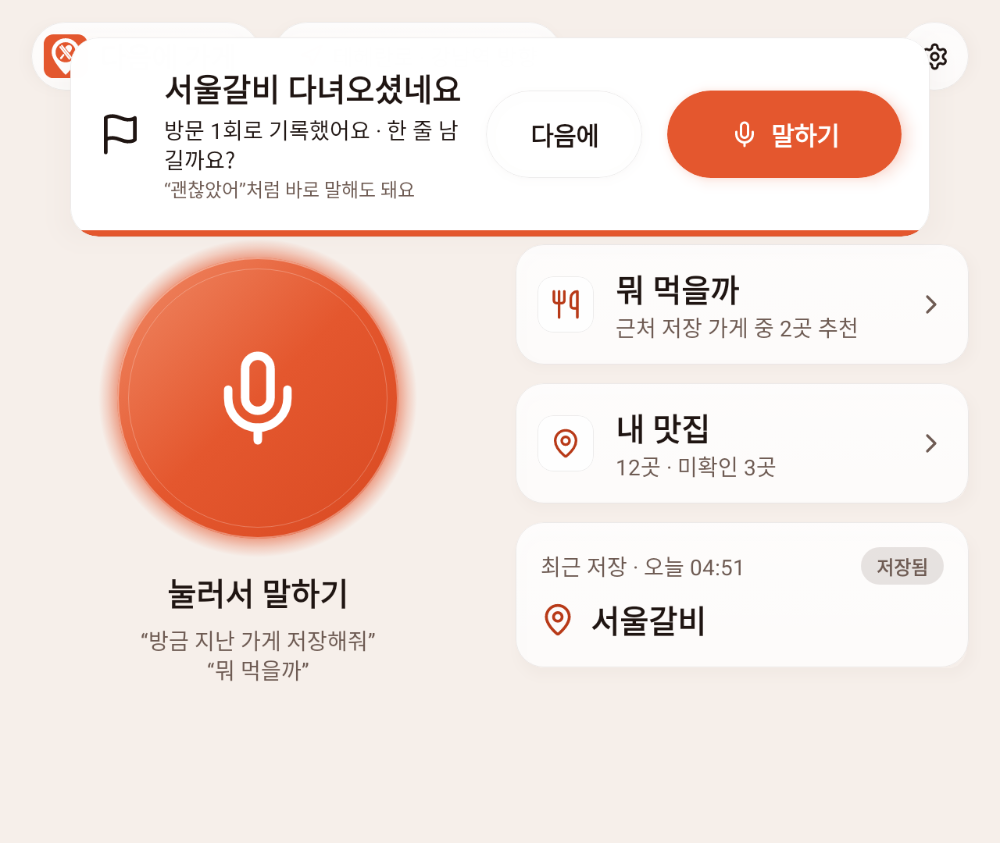 서울갈비 다녀오셨네요
방문 1회로 기록했어요 · 한 줄 남
길까요?
“괜찮았어”처럼 바로 말해도 돼요
다음에
말하기
눌러서 말하기
“방금 지난 가게 저장해줘”
“뭐 먹을까”
뭐 먹을까
근처 저장 가게 중 2곳 추천
내 맛집
12곳 · 미확인 3곳
최근 저장 · 오늘 04:51
저장됨
서울갈비